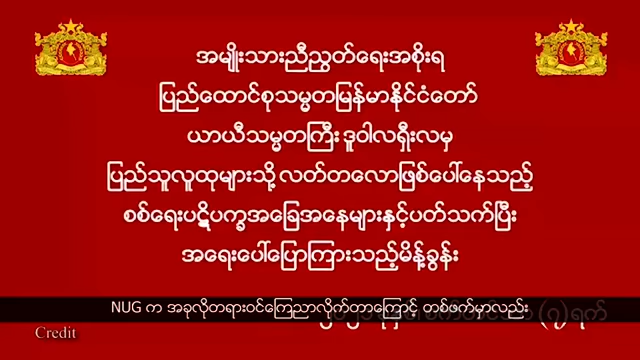 အမျိုးသားညီညွတ်ရေးအစိုးရ
ပြည်ထောင်စုသမ္မတမြန်မာနိုင်ငံတော်
ယာယီသမ္မတကြီး ဒူဝါလရှီးလမှ
ပြည်သူလူထုများသို့ လတ်တလောဖြစ်ပေါ်နေသည့်
စစ်ရေးပဋိပက္ခအခြေအနေများနှင့်ပတ်သက်ပြီး
အရေးပေါ်ပြောကြားသည့်မိန့်ခွန်း
NUG က အခုလိုတရားဝင်ကြေညာလိုက်တာကြောင့် တစ်ဖက်မှာလည်း
(၇) ရက်
Credit